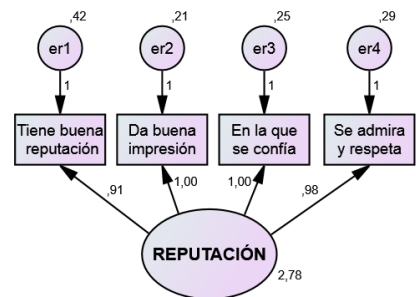 ,42 ,21 ,25 ,29
er1 er2 er3 er4
1 1 1 1
Tiene buena
reputación
Da buena
impresión
En la que
se confía
Se admira
y respeta
,91 1,00 1,00 ,98
REPUTACIÓN
2,78